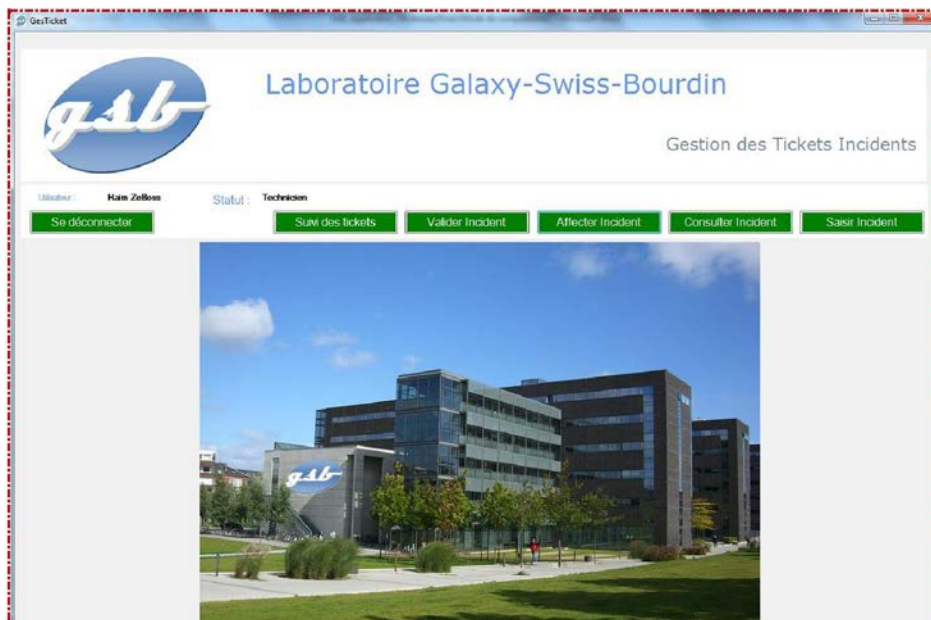 GesTicket
gsb
Laboratoire Galaxy-Swiss-Bourdin
Gestion des Tickets Incidents
Utilisateur : Haim ZeBoss Statut : Technicien
Se déconnecter Suivi des tickets Valider Incident Affecter Incident Consulter Incident Saisir Incident
gsb